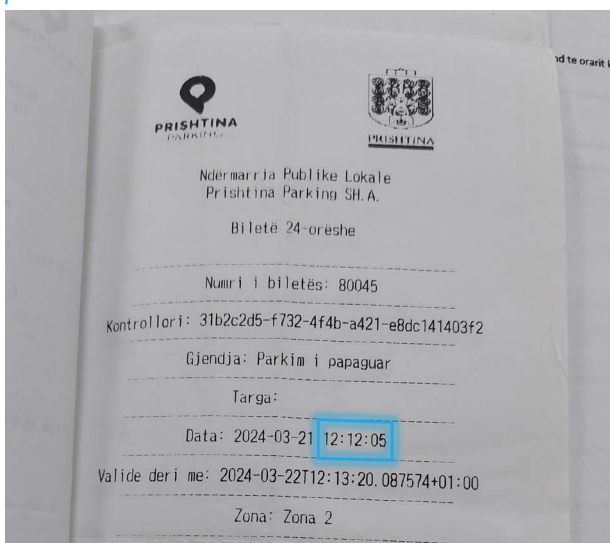 PRISHTINA
PARKING
PRISHTINA
nd te orarit
Ndërmarrja Publike Lokale
Prishtina Parking SH.A.
Biletë 24-orëshe
Numri i biletës: 80045
Kontrollori: 31b2c2d5-f732-4f4b-a421-e8dc141403f2
Gjendja: Parkim i papaguar
Targa:
Data: 2024-03-21 12:12:05
Valide deri me: 2024-03-22T12:13:20.087574+01:00
Zona: Zona 2